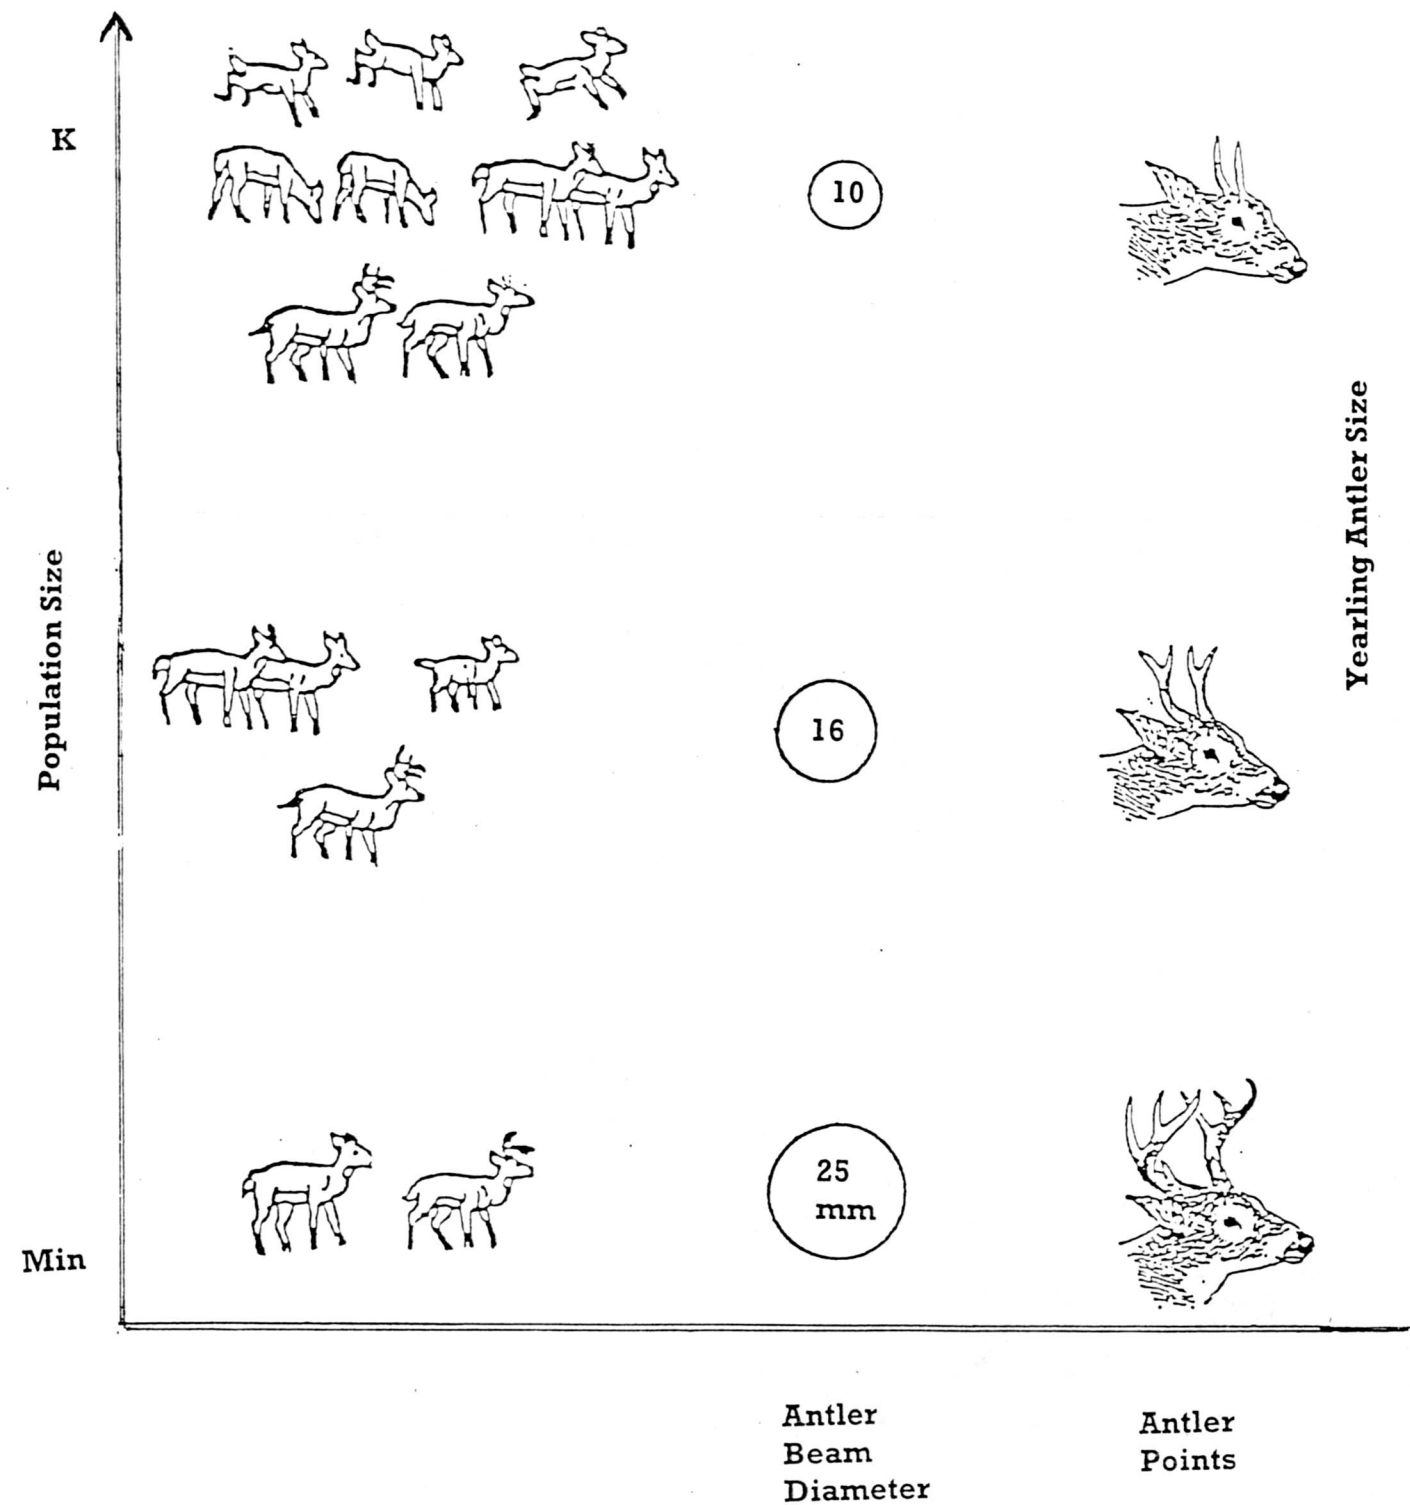 K
10
Yearling Antler Size
Population Size
16
25
mm
Min
Antler
Beam
Diameter
Antler
Points